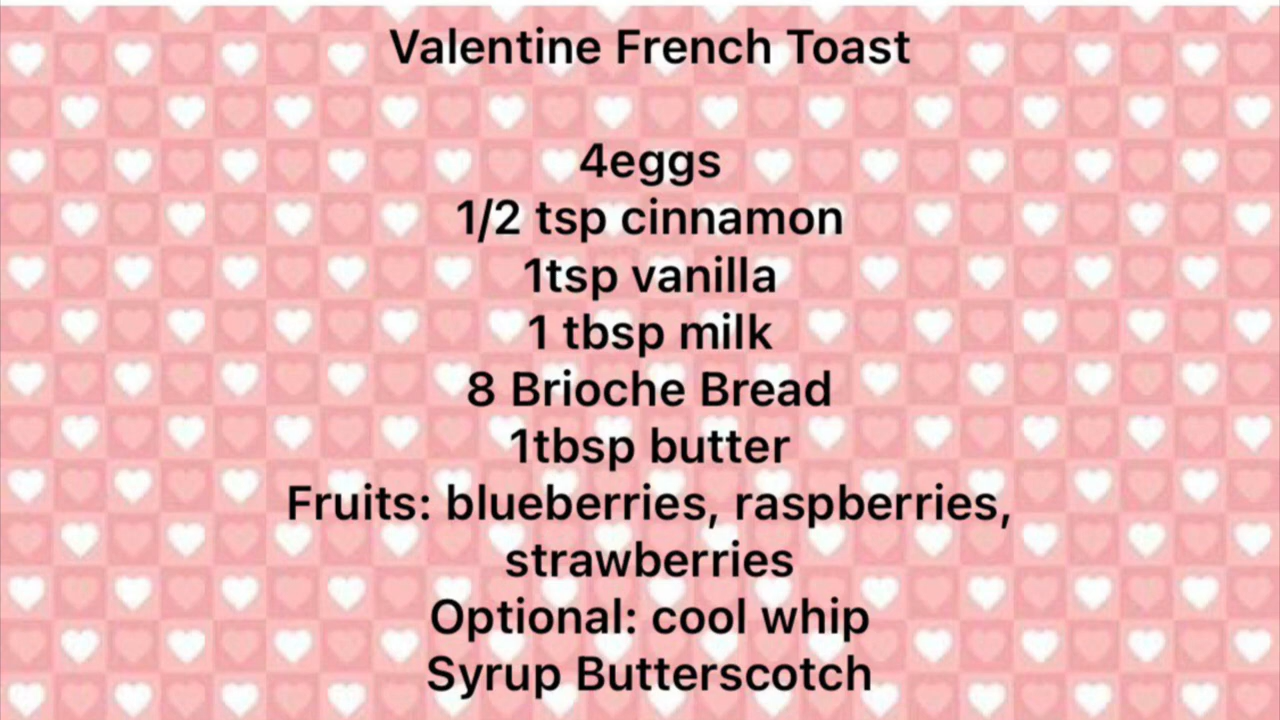 Valentine French Toast
4eggs
1/2 tsp cinnamon
1tsp vanilla
1 tbsp milk
8 Brioche Bread
1tbsp butter
Fruits: blueberries, raspberries,
strawberries
Optional: cool whip
Syrup Butterscotch